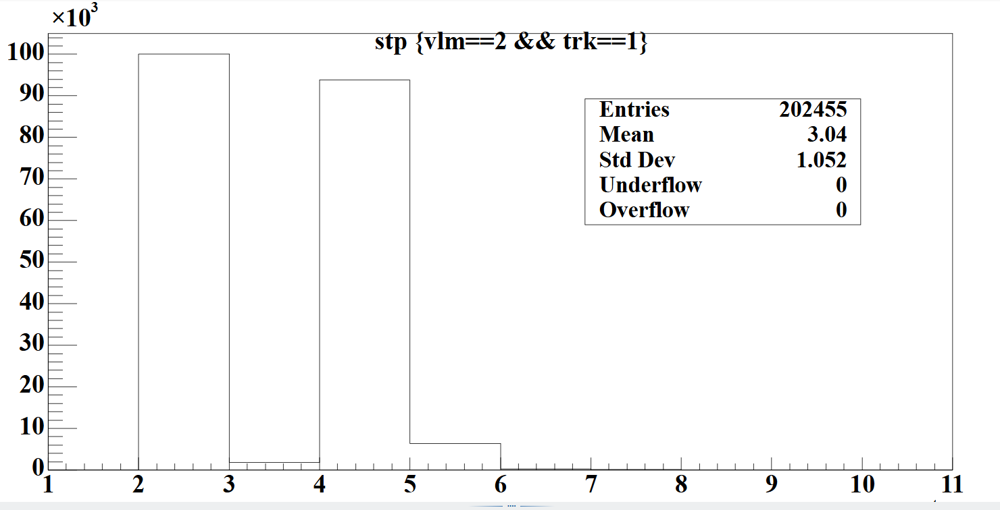 ×10³
stp {vlm==2 && trk==1}
100
90
80
70
60
50
40
30
20
10
0
Entries 202455
Mean 3.04
Std Dev 1.052
Underflow 0
Overflow 0
1 2 3 4 5 6 7 8 9 10 11